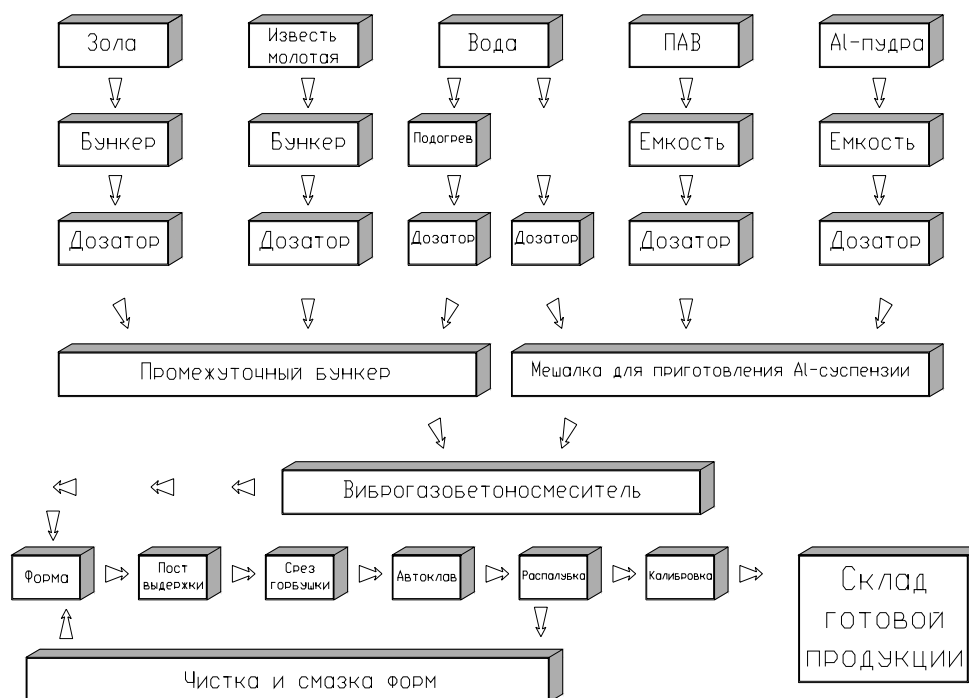 Зола
Известь
молотая
Вода
ПАВ
Al-пудра
Бункер
Бункер
Подогрев
Емкость
Емкость
Дозатор
Дозатор
Дозатор
Дозатор
Дозатор
Дозатор
Промежуточный бункер
Мешалка для приготовления Al-суспензии
Виброгазобетоносмеситель
Форма
Пост
выдержки
Срез
горбушки
Автоклав
Распалубка
Калибровка
Склад
готовой
продукции
Чистка и смазка форм